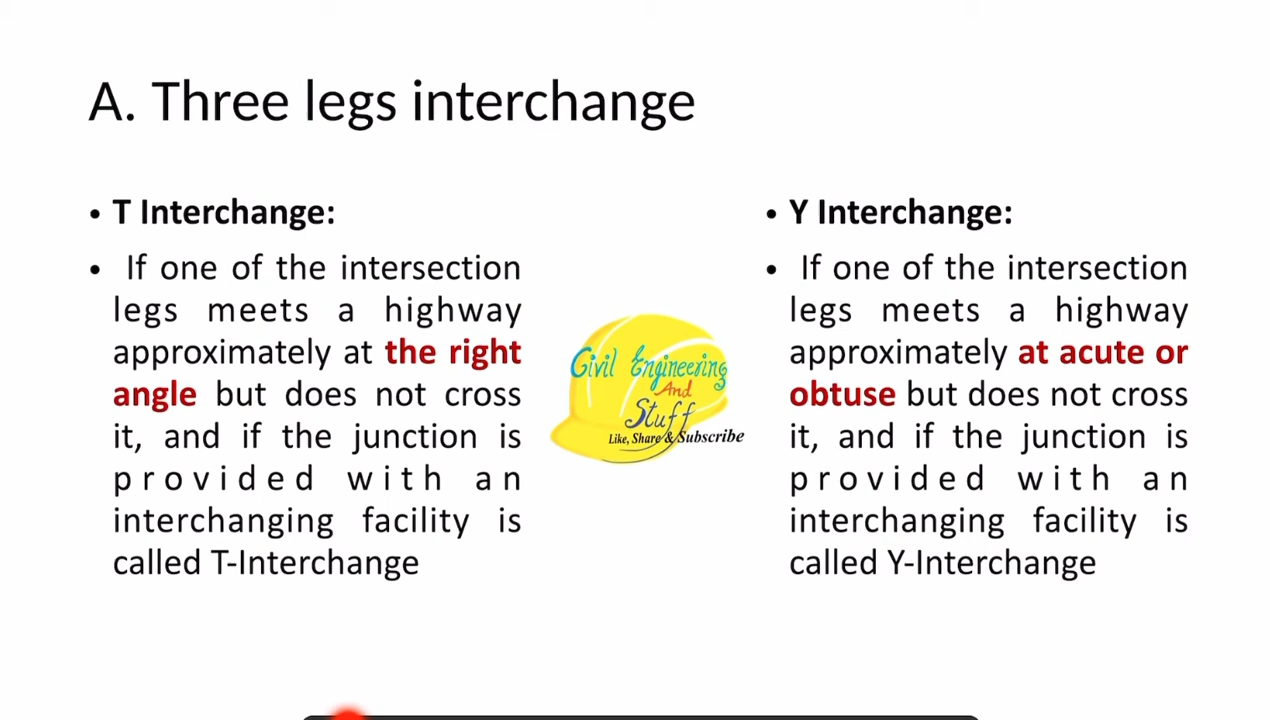 A. Three legs interchange
• T Interchange:
• If one of the intersection
legs meets a highway
approximately at the right
angle but does not cross
it, and if the junction is
provided with an
interchanging facility is
called T-Interchange
Civil Engineering
And
Stuff
Like, Share & Subscribe
• Y Interchange:
• If one of the intersection
legs meets a highway
approximately at acute or
obtuse but does not cross
it, and if the junction is
provided with an
interchanging facility is
called Y-Interchange